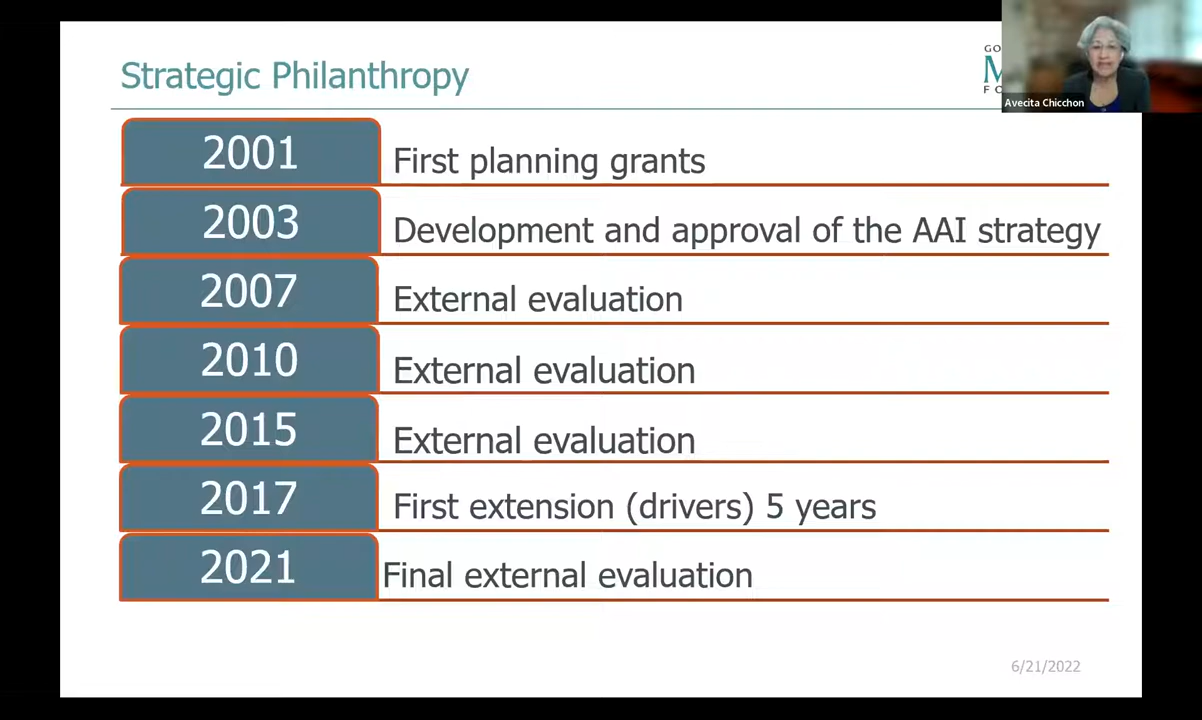 Strategic Philanthropy
GO
M
FO
Avecita Chicchon
2001 First planning grants
2003 Development and approval of the AAI strategy
2007 External evaluation
2010 External evaluation
2015 External evaluation
2017 First extension (drivers) 5 years
2021 Final external evaluation
6/21/2022